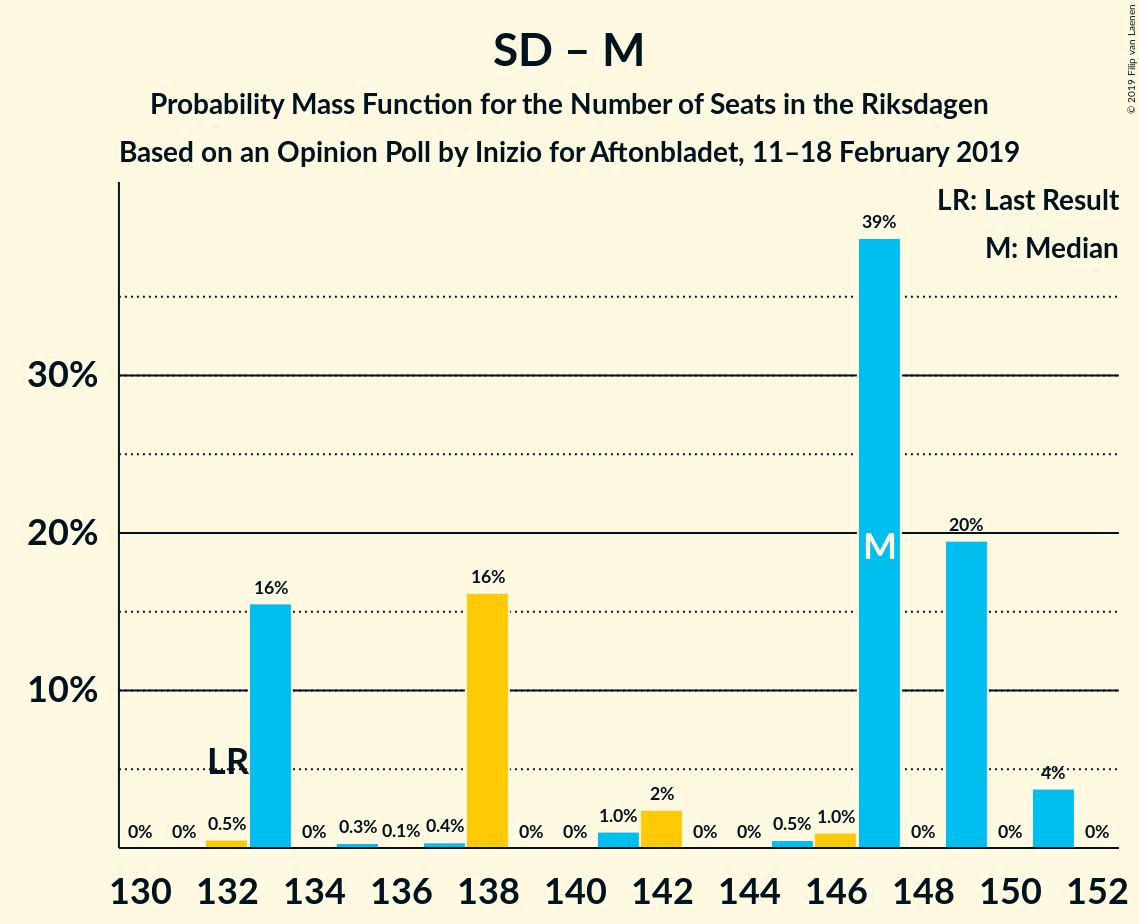 SD – M
Probability Mass Function for the Number of Seats in the Riksdagen
Based on an Opinion Poll by Inizio for Aftonbladet, 11–18 February 2019
© 2019 Filip van Laenen
LR: Last Result
M: Median
30%
20%
10%
0%
0%
0.5%
LR
16%
0%
0.3%
0.1%
0.4%
16%
0%
0%
1.0%
2%
0%
0%
0.5%
1.0%
39%
M
0%
20%
0%
4%
0%
130 132 134 136 138 140 142 144 146 148 150 152